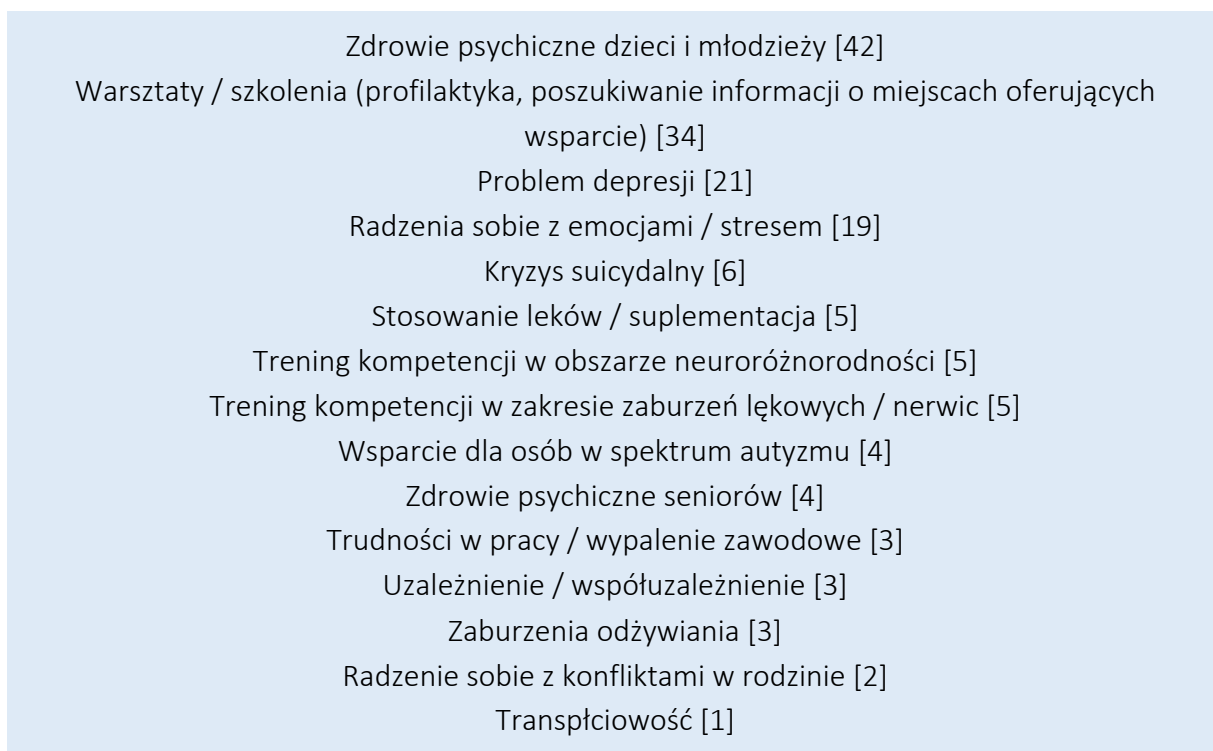 Zdrowie psychiczne dzieci i młodzieży [42]
Warsztaty / szkolenia (profilaktyka, poszukiwanie informacji o miejscach oferujących
wsparcie) [34]
Problem depresji [21]
Radzenia sobie z emocjami / stresem [19]
Kryzys suicydalny [6]
Stosowanie leków / suplementacja [5]
Trening kompetencji w obszarze neuroróżnorodności [5]
Trening kompetencji w zakresie zaburzeń lękowych / nerwic [5]
Wsparcie dla osób w spektrum autyzmu [4]
Zdrowie psychiczne seniorów [4]
Trudności w pracy / wypalenie zawodowe [3]
Uzależnienie / współuzależnienie [3]
Zaburzenia odżywiania [3]
Radzenie sobie z konfliktami w rodzinie [2]
Transpłciowość [1]